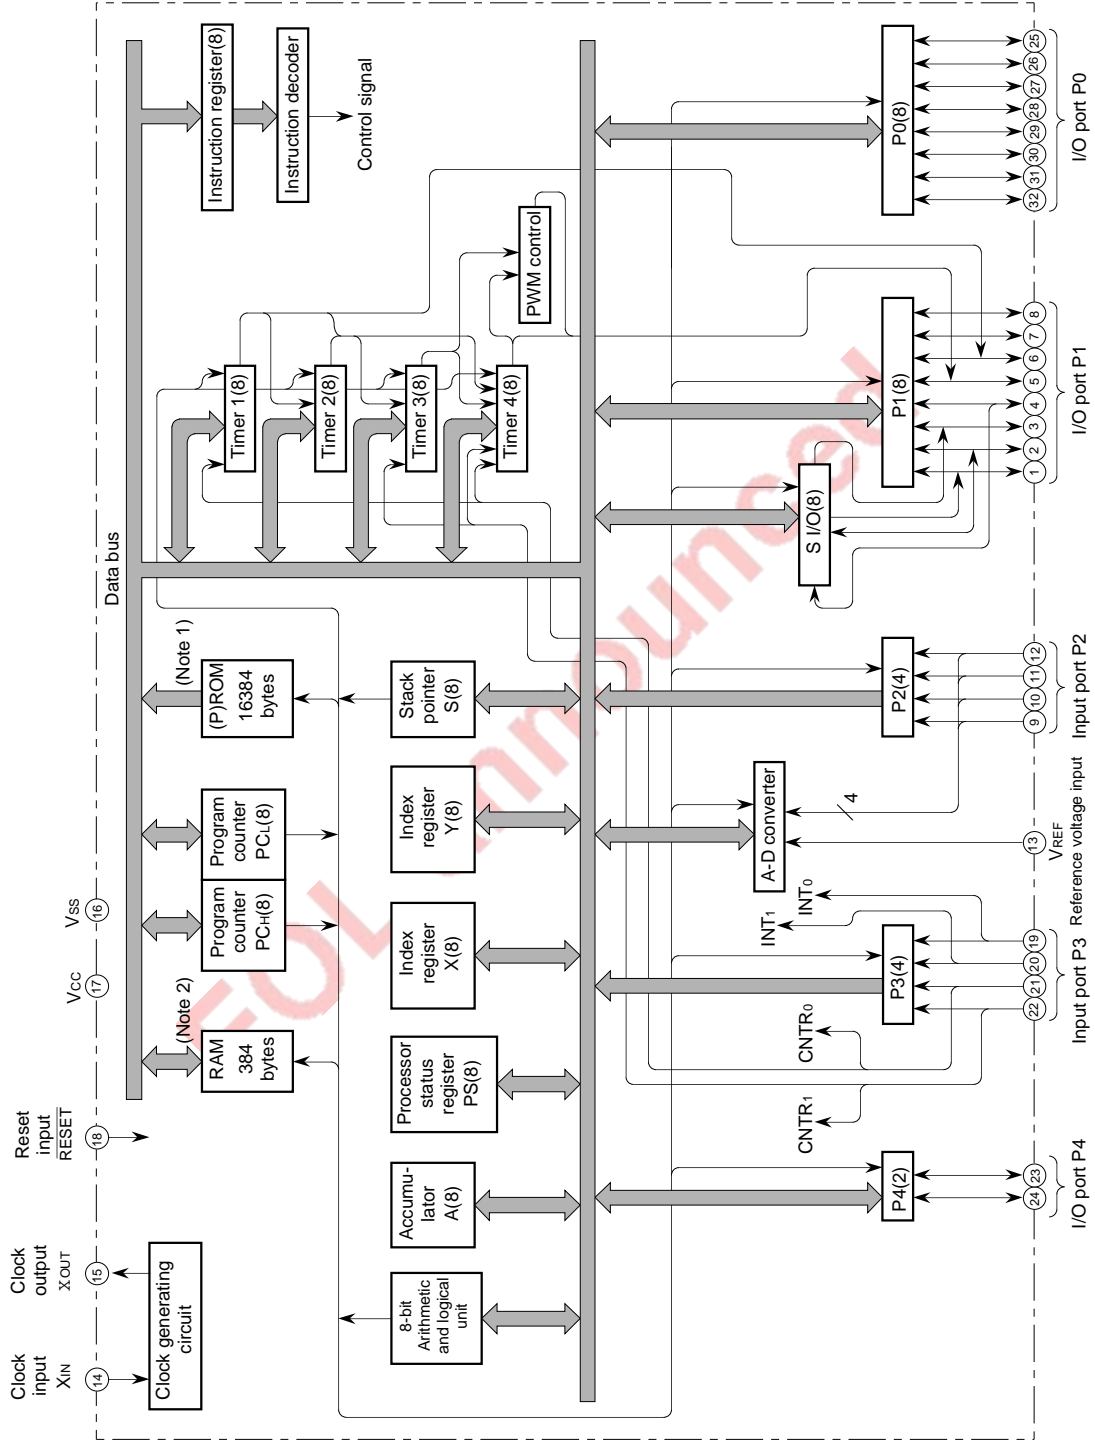 Clock
input
XIN
14
Clock generating
circuit
Clock
output
XOUT
15
Reset
input
RESET
18
VCC
17
VSS
16
Data bus
RAM
384
bytes
(Note 2)
Program
counter
PCH(8)
Program
counter
PCL(8)
(P)ROM
16384
bytes
(Note 1)
Instruction register(8)
Instruction decoder
Control signal
Timer 1(8)
Timer 2(8)
Timer 3(8)
Timer 4(8)
PWM control
8-bit
Arithmetic
and logical
unit
Accumu-
lator
A(8)
Processor
status
register
PS(8)
Index
register
X(8)
Index
register
Y(8)
Stack
pointer
S(8)
CNTR1
CNTR0
INT1
INT0
A-D converter
4
S I/O(8)
P4(2)
P3(4)
P2(4)
P1(8)
P0(8)
24 23
22 21 20 19
13
9 10 11 12
1 2 3 4 5 6 7 8
32 31 30 29 28 27 26 25
I/O port P4
Input port P3
VREF
Reference voltage input
Input port P2
I/O port P1
I/O port P0
EOL announced